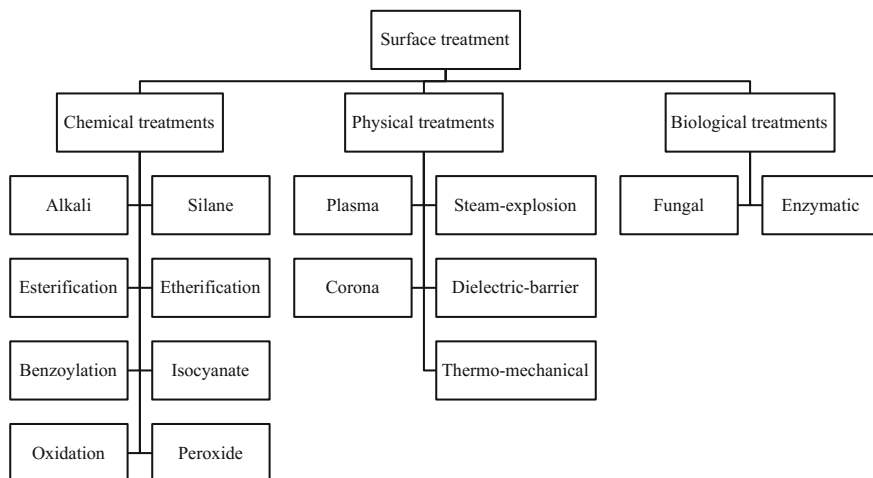 Surface treatment
Chemical treatments
Physical treatments
Biological treatments
Alkali
Silane
Plasma
Steam-explosion
Fungal
Enzymatic
Esterification
Etherification
Corona
Dielectric-barrier
Benzoylation
Isocyanate
Thermo-mechanical
Oxidation
Peroxide